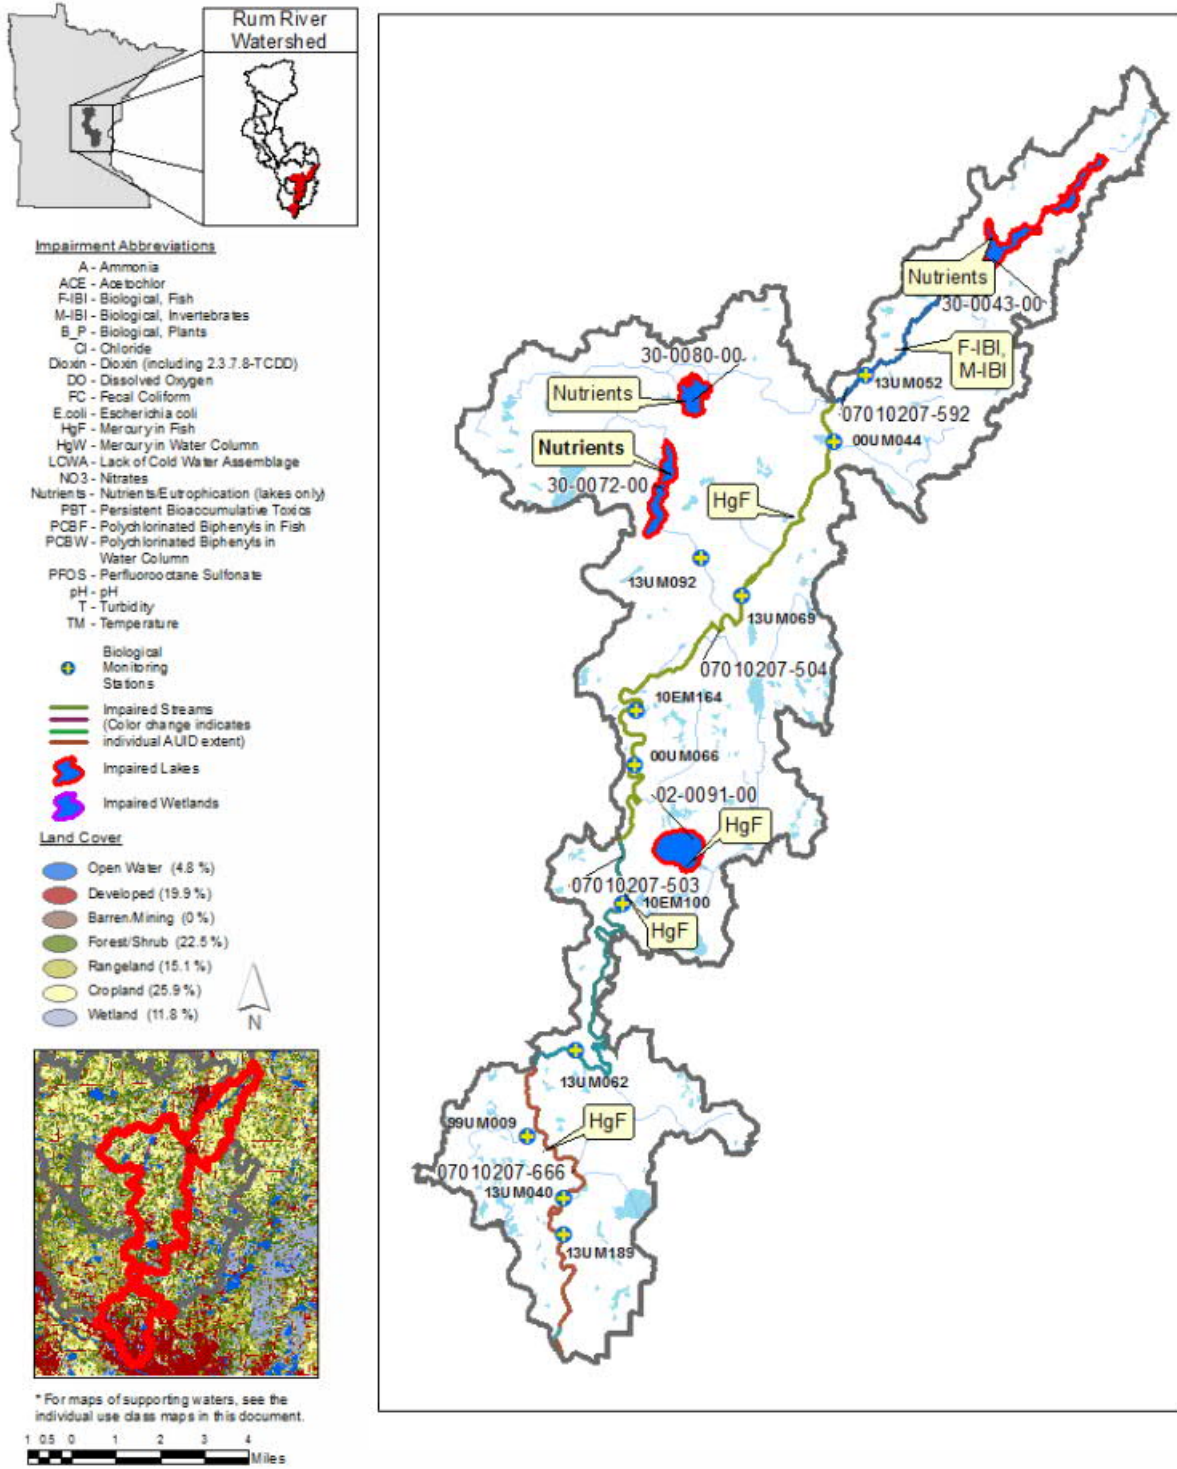 Rum River
Watershed
Impairment Abbreviations
A - Ammonia
ACE - Acetochlor
F-IBI - Biological, Fish
M-IBI - Biological, Invertebrates
B_P - Biological, Plants
Cl - Chloride
Dioxin - Dioxin (including 2.3.7.8-TCDD)
DO - Dissolved Oxygen
FC - Fecal Coliform
E.coli - Escherichia coli
HgF - Mercury in Fish
HgW - Mercury in Water Column
LCWA - Lack of Cold Water Assemblage
NO3 - Nitrates
Nutrients - Nutrients/Eutrophication (lakes only)
PBT - Persistent Bioaccumulative Toxics
PCBF - Polychlorinated Biphenyls in Fish
PCBW - Polychlorinated Biphenyls in
Water Column
PFOS - Perfluorooctane Sulfonate
pH - pH
T - Turbidity
TM - Temperature
Biological
Monitoring
Stations
Impaired Streams
(Color change indicates
individual AUID extent)
Impaired Lakes
Impaired Wetlands
Land Cover
Open Water (4.8 %)
Developed (19.9 %)
Barren/Mining (0 %)
Forest/Shrub (22.5 %)
Rangeland (15.1 %)
Cropland (25.9 %)
Wetland (11.8 %)
N
* For maps of supporting waters, see the
individual use class maps in this document.
1 0.5 0 1 2 3 4
Miles
Nutrients
30-0043-00
F-IBI,
M-IBI
30-0080-00
13UM052
Nutrients
07010207-592
00UM044
Nutrients
30-0072-00
HgF
13UM092
13UM069
07010207-504
10EM164
00UM066
02-0091-00
HgF
07010207-503
10EM100
HgF
13UM062
99UM009
HgF
07010207-666
13UM040
13UM189